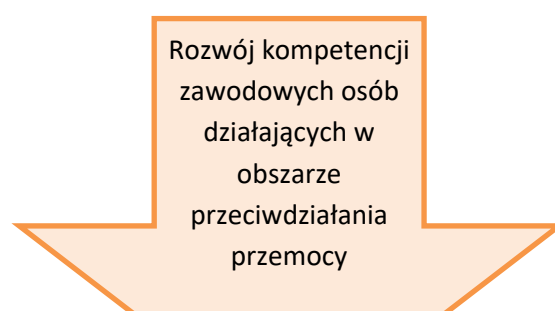 Rozwój kompetencji
zawodowych osób
działających w
obszarze
przeciwdziałania
przemocy